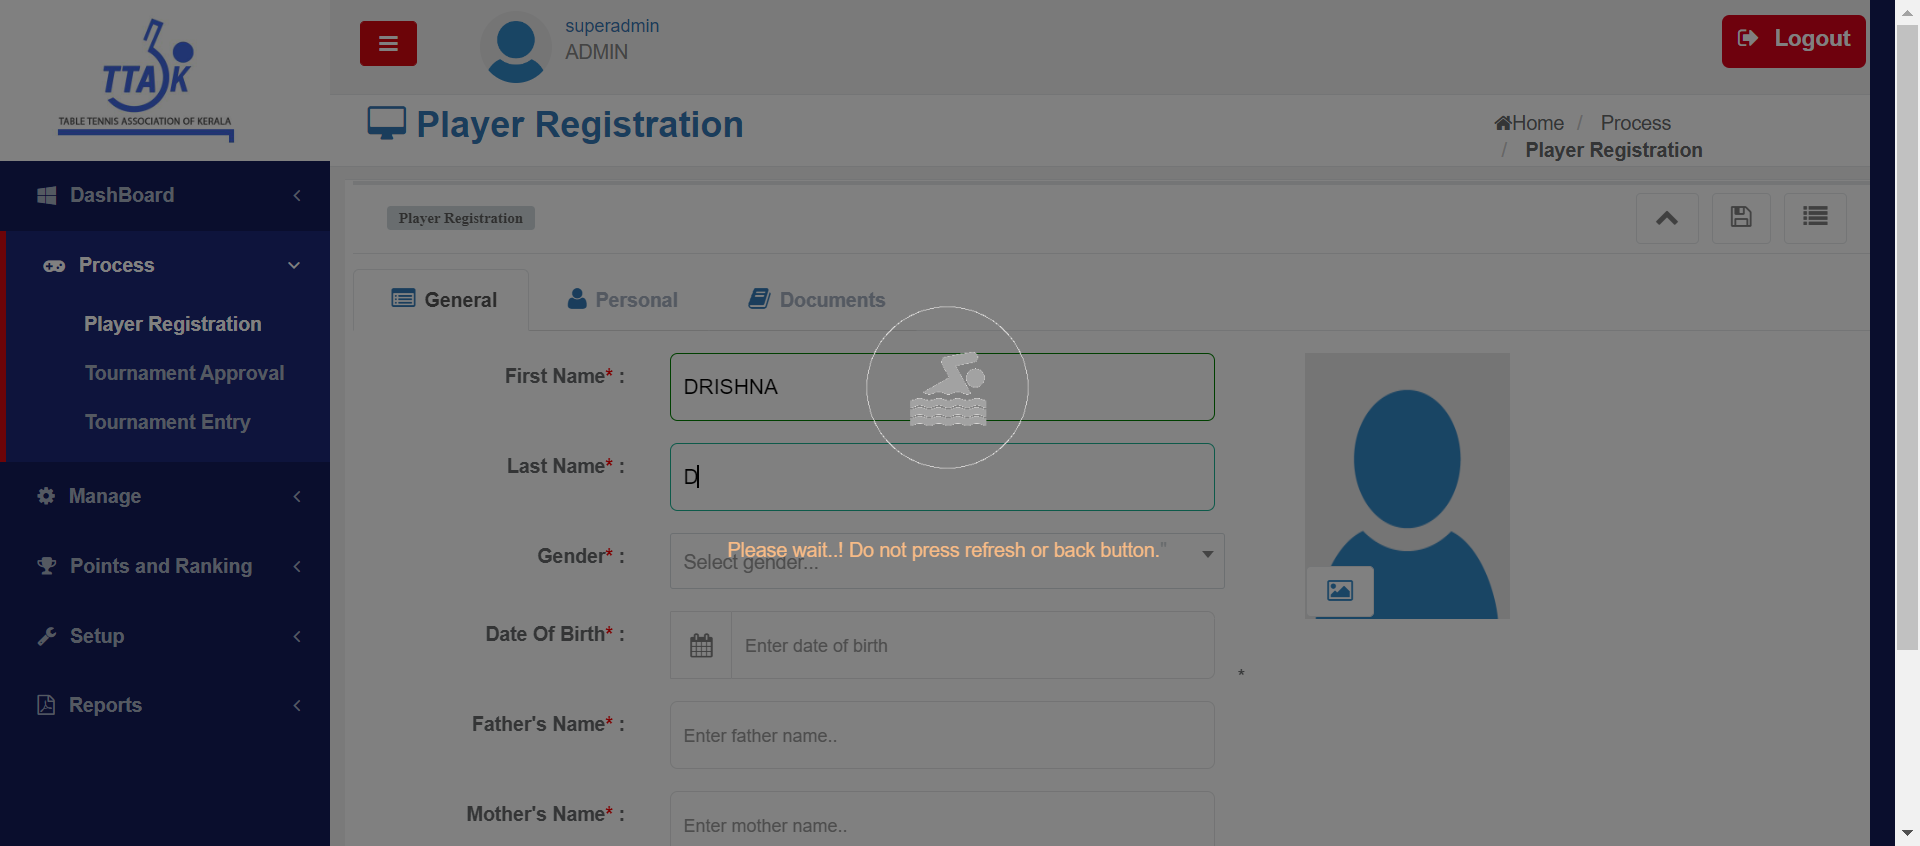 TTAK
TABLE TENNIS ASSOCIATION OF KERALA
superadmin
ADMIN
Logout
Player Registration
Home / Process
/ Player Registration
DashBoard
Process
Player Registration
Tournament Approval
Tournament Entry
Manage
Points and Ranking
Setup
Reports
Player Registration
General
Personal
Documents
First Name* :
DRISHNA
Last Name* :
D
Gender* :
Select gender...
Please wait..! Do not press refresh or back button."
Date Of Birth* :
Enter date of birth
*
Father's Name* :
Enter father name..
Mother's Name* :
Enter mother name..